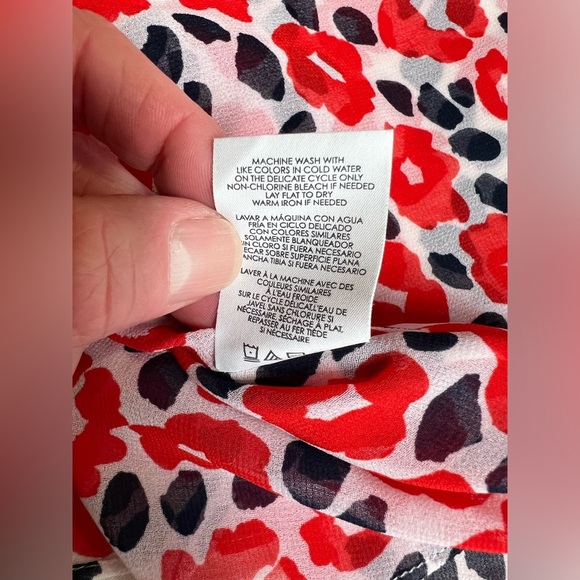 MACHINE WASH WITH
LIKE COLORS IN COLD WATER
ON THE DELICATE CYCLE ONLY
NON-CHLORINE BLEACH IF NEEDED
LAY FLAT TO DRY
WARM IRON IF NEEDED
LAVAR A MÁQUINA CON AGUA
FRÍA EN CICLO DELICADO
CON COLORES SIMILARES
SOLAMENTE BLANQUEADOR
SIN CLORO SI FUERA NECESARIO
SECAR SOBRE SUPERFICIE PLANA
PLANCHA TIBIA SI FUERA NECESARIO
LAVER À LA MACHINE AVEC DES
COULEURS SIMILAIRES
À L'EAU FROIDE
SUR LE CYCLE DÉLICAT.L'EAU DE
JAVEL SANS CHLORURE SI
NÉCESSAIRE, SÉCHAGE À PLAT,
REPASSER AU FER TIÈDE
SI NÉCESSAIRE